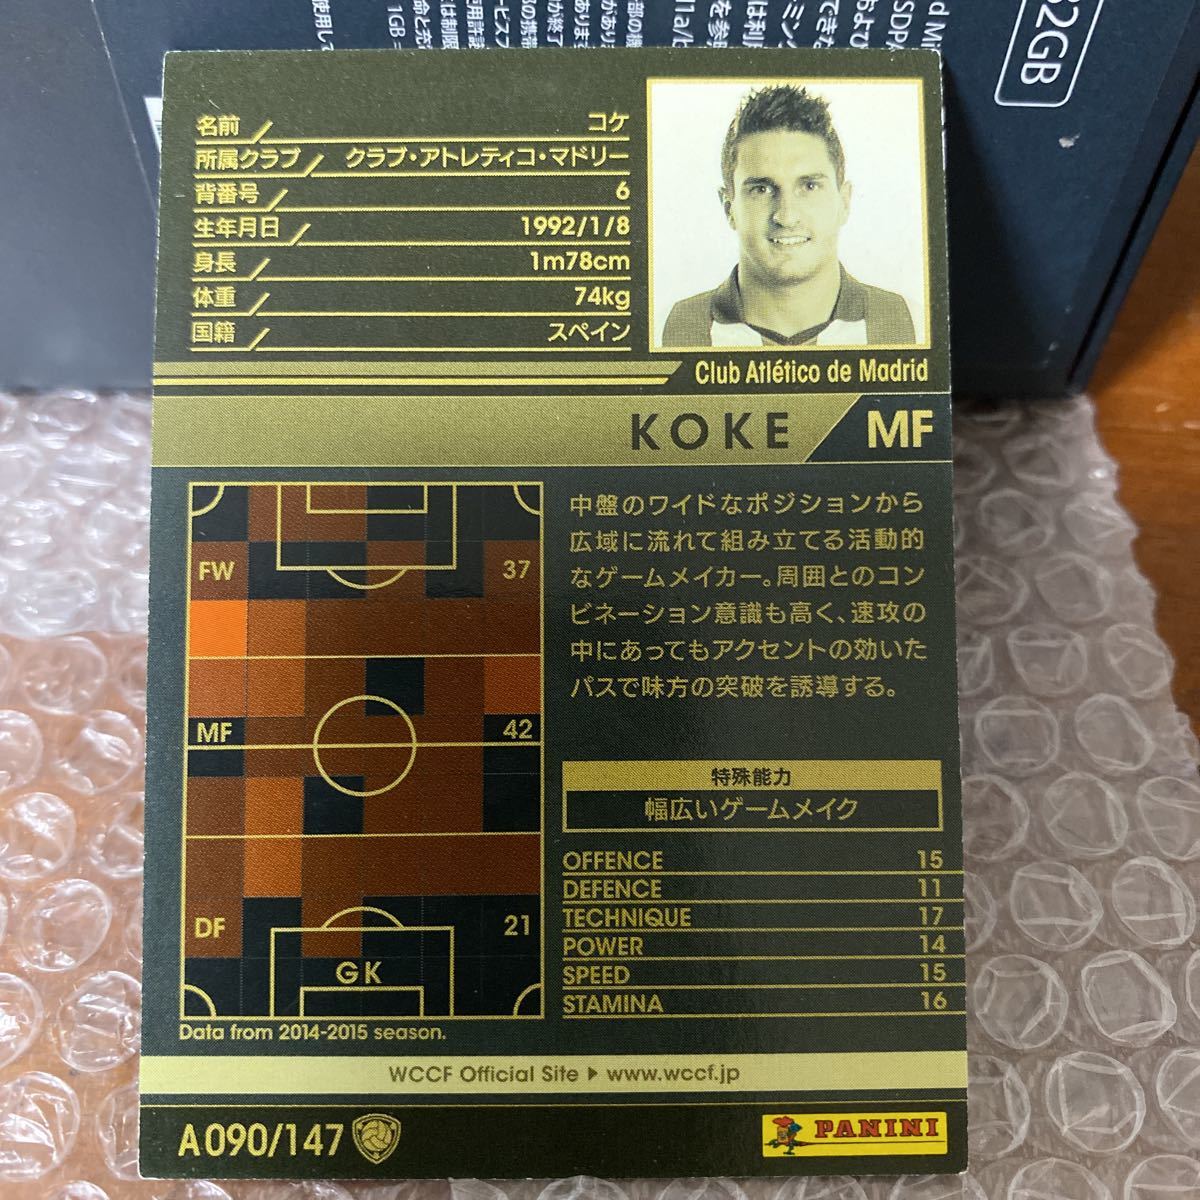 32GB
名前 コケ
所属クラブ クラブ・アトレティコ・マドリー
背番号 6
生年月日 1992/1/8
身長 1m78cm
体重 74kg
国籍 スペイン
Club Atlético de Madrid
KOKE MF
FW 37
MF 42
DF 21
GK
Data from 2014-2015 season.
中盤のワイドなポジションから
広域に流れて組み立てる活動的
なゲームメイカー。周囲とのコン
ビネーション意識も高く、速攻の
中にあってもアクセントの効いた
パスで味方の突破を誘導する。
特殊能力
幅広いゲームメイク
OFFENCE 15
DEFENCE 11
TECHNIQUE 17
POWER 14
SPEED 15
STAMINA 16
WCCF Official Site ▶ www.wccf.jp
A090/147
PANINI